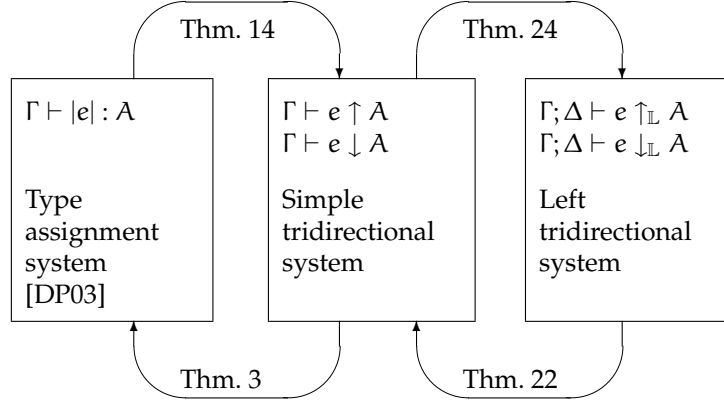 Thm. 14
Thm. 24
Γ ⊢ |e| : A
Type
assignment
system
[DP03]
Γ ⊢ e ↑ A
Γ ⊢ e ↓ A
Simple
tridirectional
system
Γ; Δ ⊢ e ↑𝕃 A
Γ; Δ ⊢ e ↓𝕃 A
Left
tridirectional
system
Thm. 3
Thm. 22